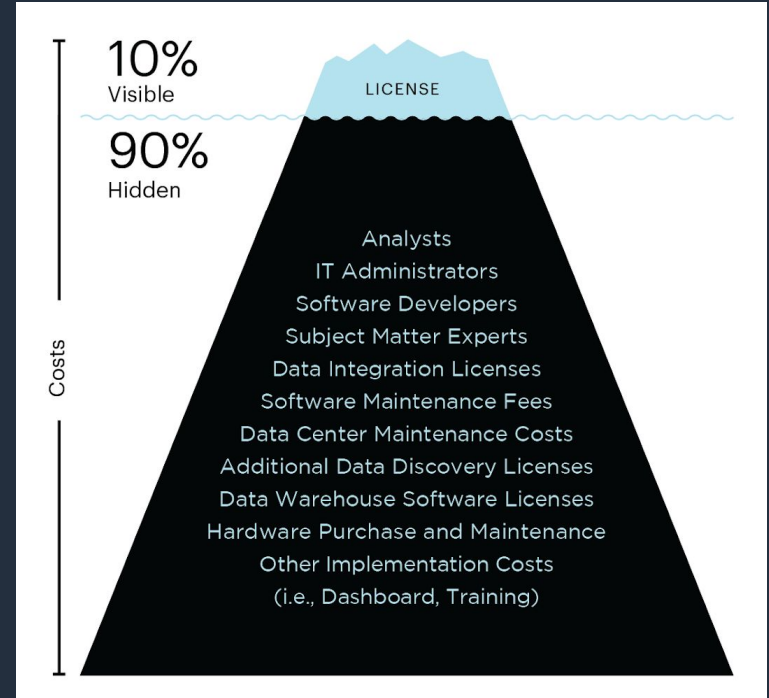 10%
Visible
LICENSE
90%
Hidden
Costs
Analysts
IT Administrators
Software Developers
Subject Matter Experts
Data Integration Licenses
Software Maintenance Fees
Data Center Maintenance Costs
Additional Data Discovery Licenses
Data Warehouse Software Licenses
Hardware Purchase and Maintenance
Other Implementation Costs
(i.e., Dashboard, Training)